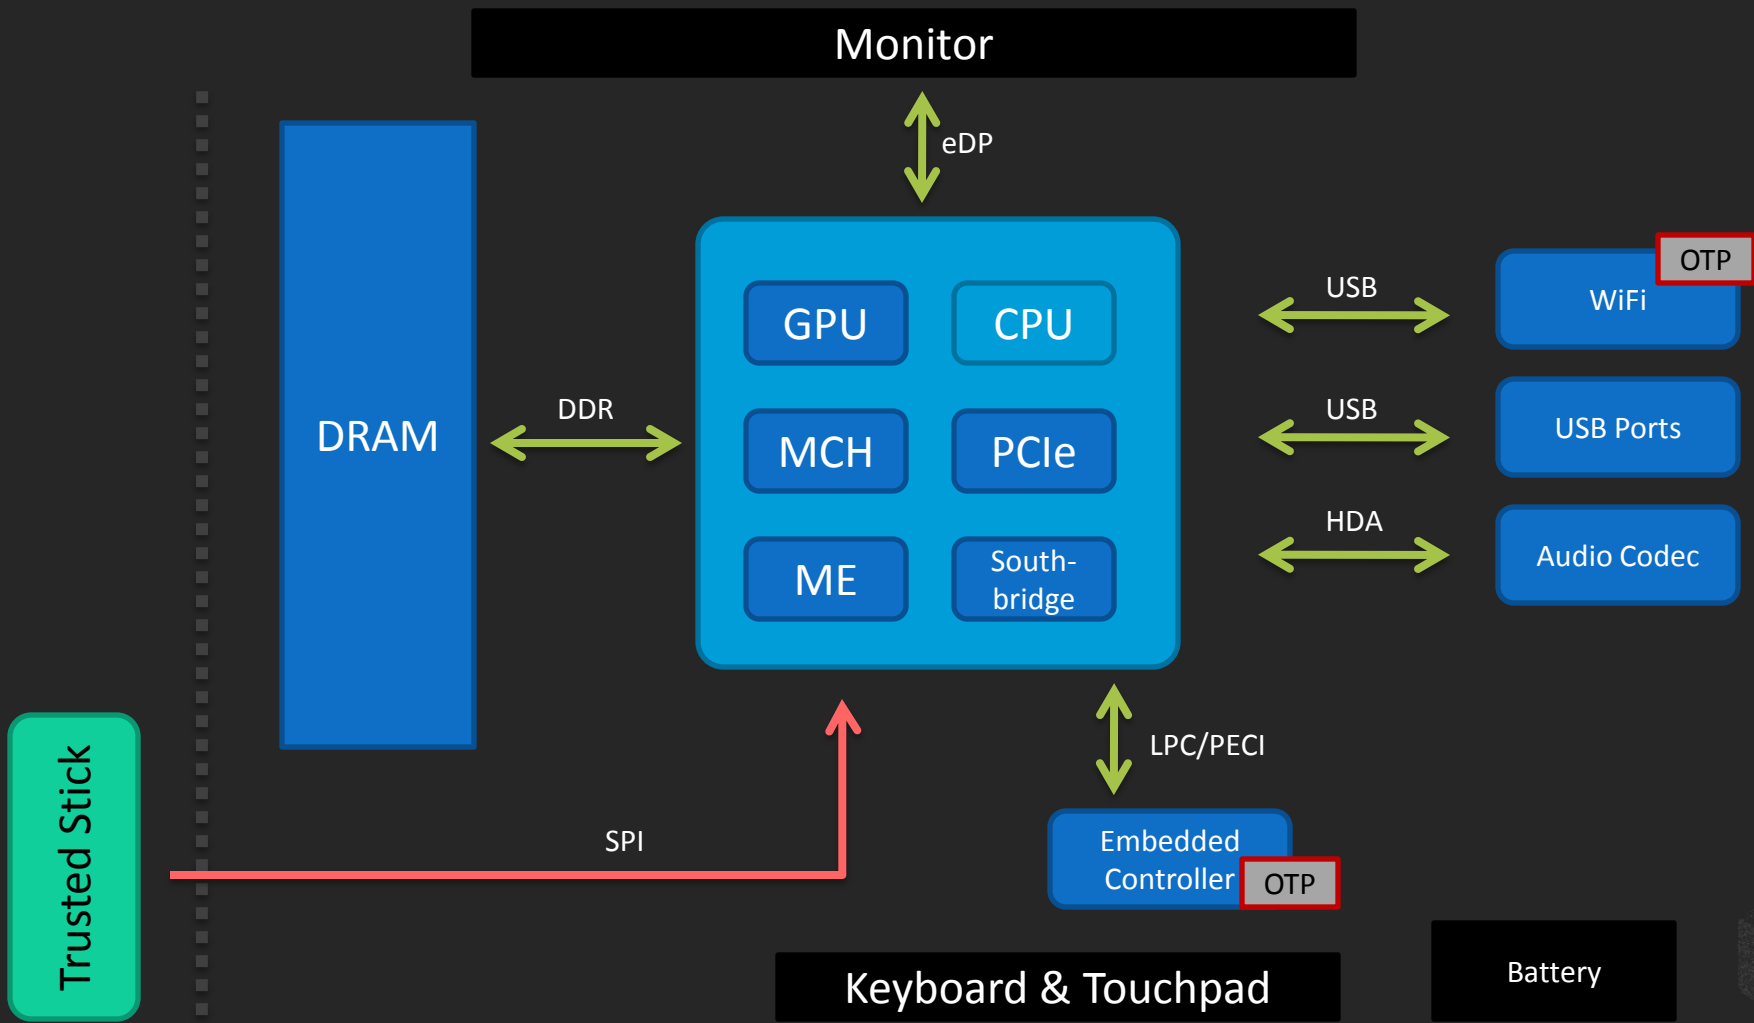 Monitor
eDP
DRAM
DDR
GPU
CPU
MCH
PCIe
ME
South-
bridge
USB
OTP
WiFi
USB
USB Ports
HDA
Audio Codec
LPC/PECI
Trusted Stick
SPI
Embedded
Controller
OTP
Keyboard & Touchpad
Battery